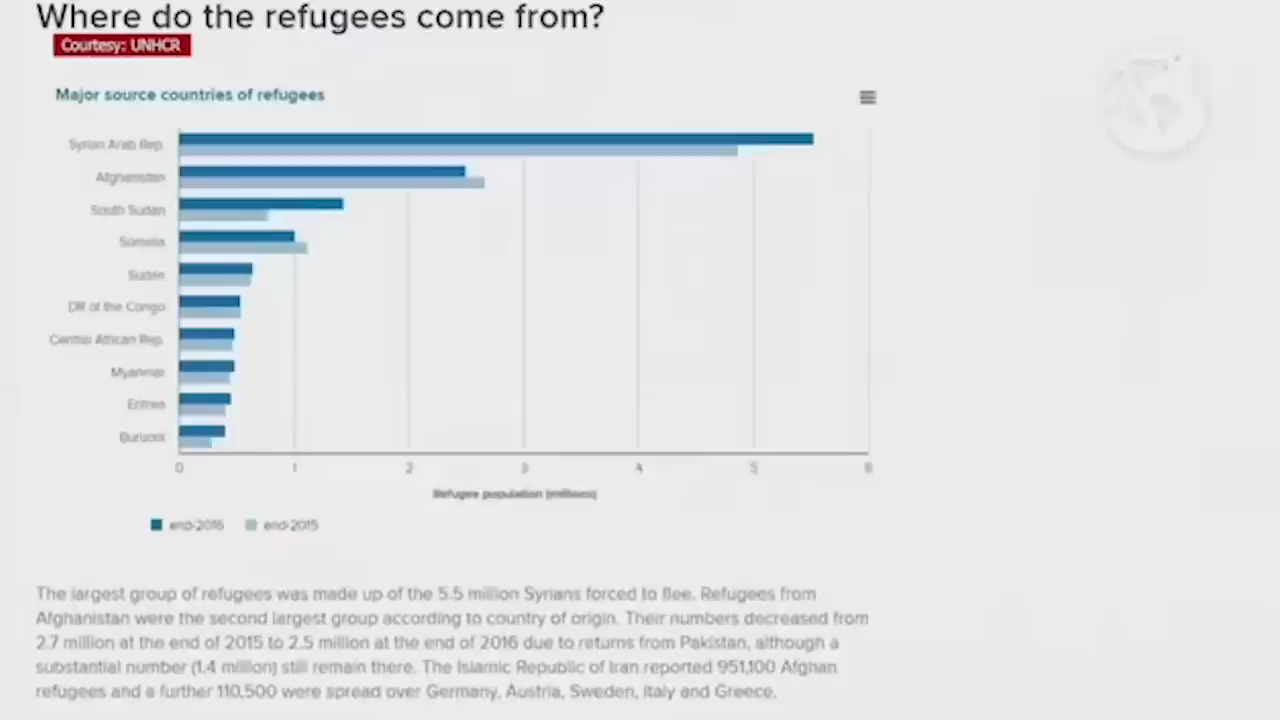 Where do the refugees come from?
Courtesy: UNHCR
Major source countries of refugees
Syrian Arab Rep.
Afghanistan
South Sudan
Somalia
Sudan
DR of the Congo
Central African Rep.
Myanmar
Eritrea
Burundi
0 1 2 3 4 5 6
Refugee population (millions)
end-2016 end-2015
The largest group of refugees was made up of the 5.5 million Syrians forced to flee. Refugees from
Afghanistan were the second largest group according to country of origin. Their numbers decreased from
2.7 million at the end of 2015 to 2.5 million at the end of 2016 due to returns from Pakistan, although a
substantial number (1.4 million) still remain there. The Islamic Republic of Iran reported 951,100 Afghan
refugees and a further 110,500 were spread over Germany, Austria, Sweden, Italy and Greece.